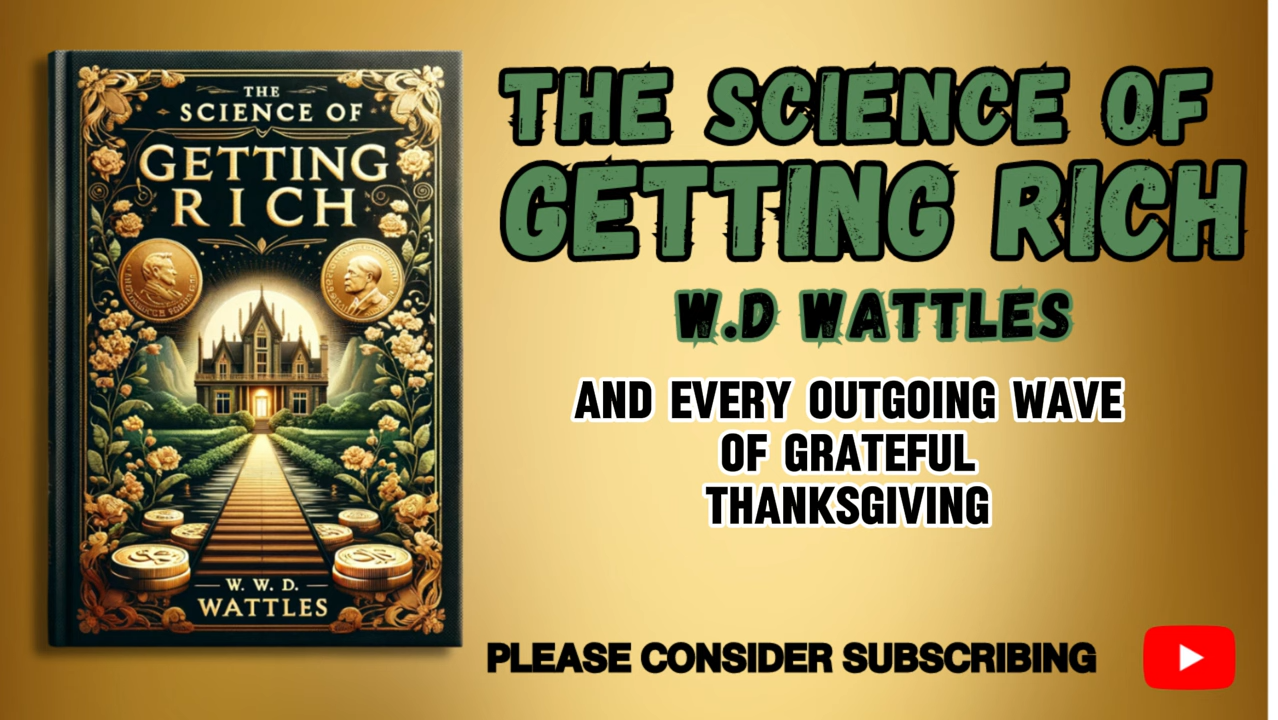 THE
SCIENCE OF
GETTING
RICH
W. W. D.
WATTLES
THE SCIENCE OF
GETTING RICH
W.D WATTLES
AND EVERY OUTGOING WAVE
OF GRATEFUL
THANKSGIVING
PLEASE CONSIDER SUBSCRIBING